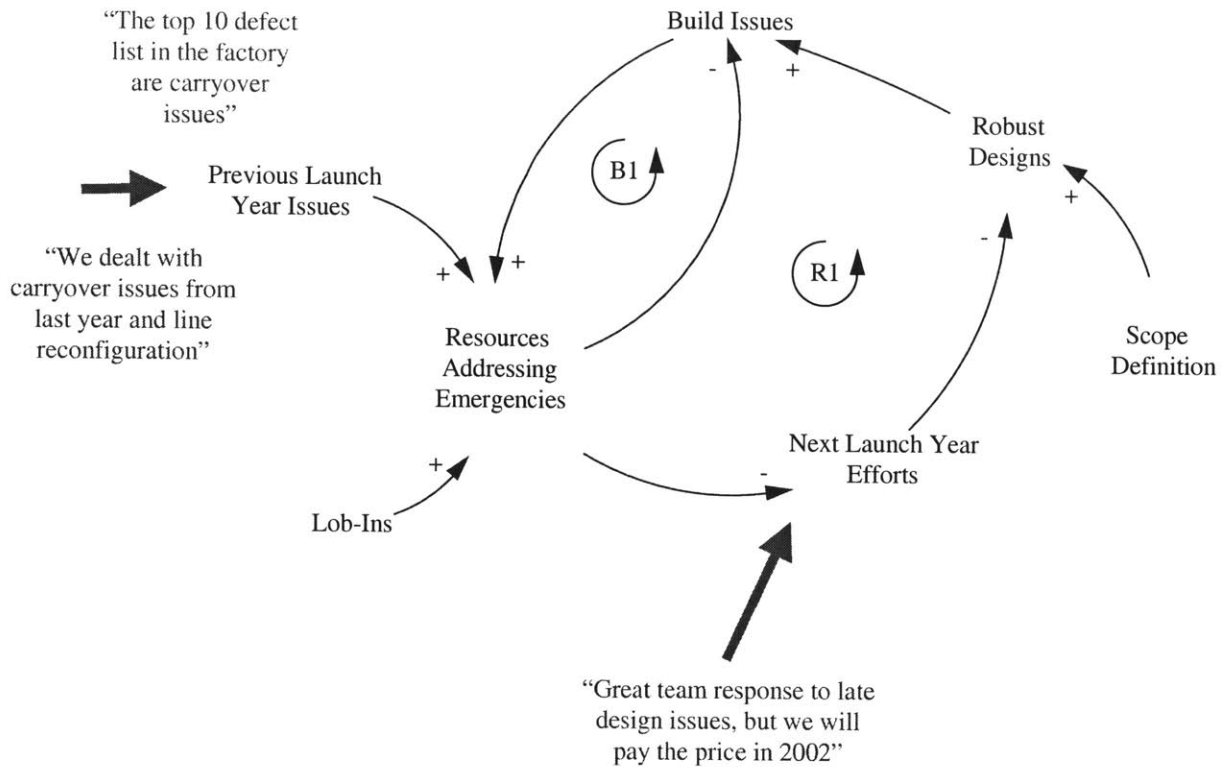 “The top 10 defect
list in the factory
are carryover
issues”
Build Issues
-
+
Robust
Designs
B1
Previous Launch
Year Issues
+
-
“We dealt with
carryover issues from
last year and line
reconfiguration”
+
+
R1
Resources
Addressing
Emergencies
Scope
Definition
+
-
Next Launch Year
Efforts
Lob-Ins
“Great team response to late
design issues, but we will
pay the price in 2002”